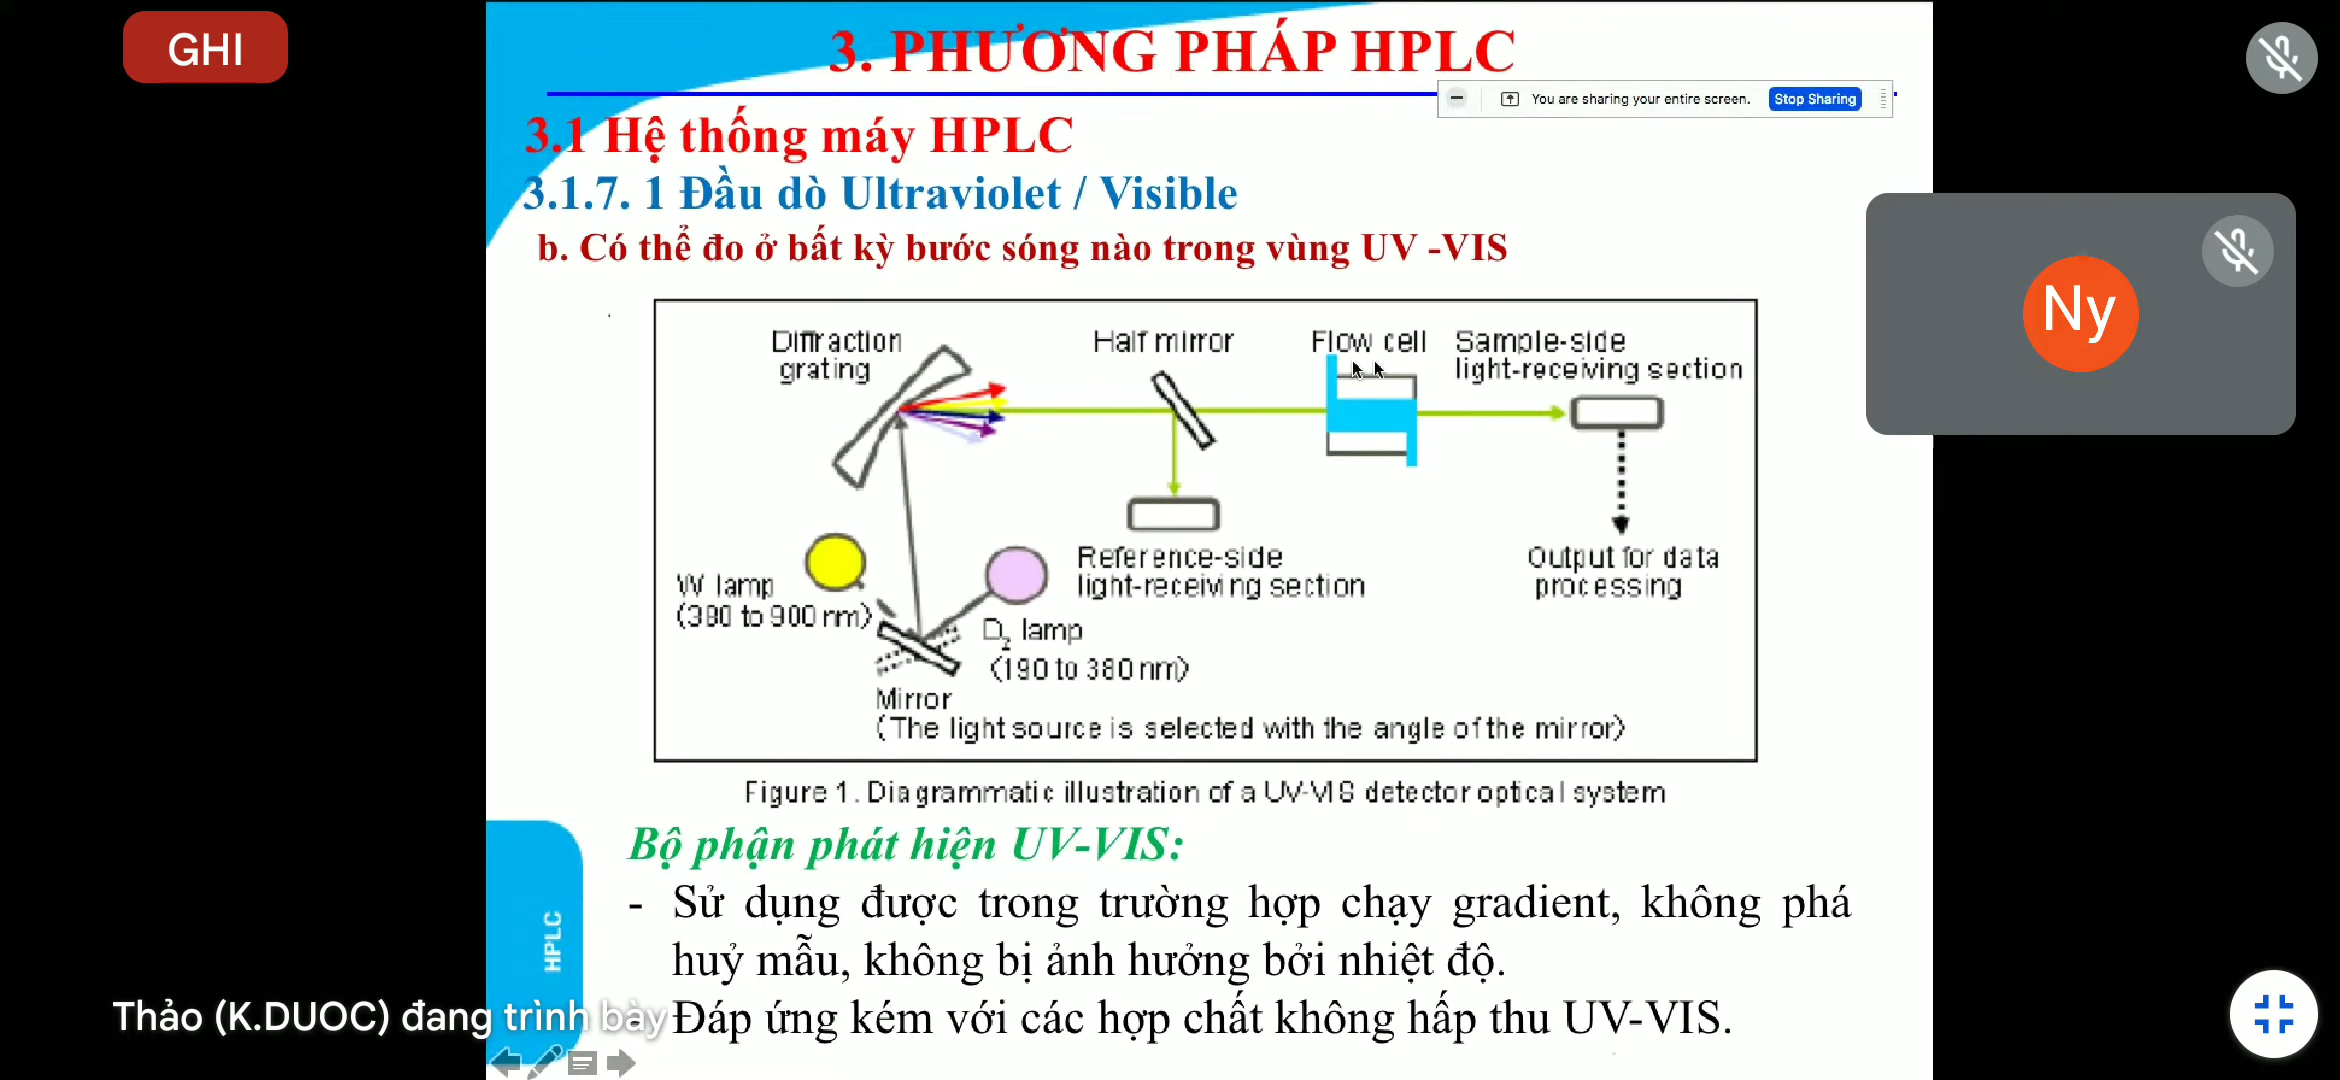 GHI
3. PHƯƠNG PHÁP HPLC
You are sharing your entire screen. Stop Sharing
3.1 Hệ thống máy HPLC
3.1.7. 1 Đầu dò Ultraviolet / Visible
b. Có thể đo ở bất kỳ bước sóng nào trong vùng UV -VIS
Ny
Diffraction
grating
Half mirror
Flow cell
Sample-side
light-receiving section
Reference-side
light-receiving section
Output for data
processing
W lamp
(380 to 900 nm)
D2 lamp
(190 to 380 nm)
Mirror
(The light source is selected with the angle of the mirror)
Figure 1. Diagrammatic illustration of a UV-VIS detector optical system
Bộ phận phát hiện UV-VIS:
- Sử dụng được trong trường hợp chạy gradient, không phá
huỷ mẫu, không bị ảnh hưởng bởi nhiệt độ.
Đáp ứng kém với các hợp chất không hấp thu UV-VIS.
HPLC
Thảo (K.DUOC) đang trình bày